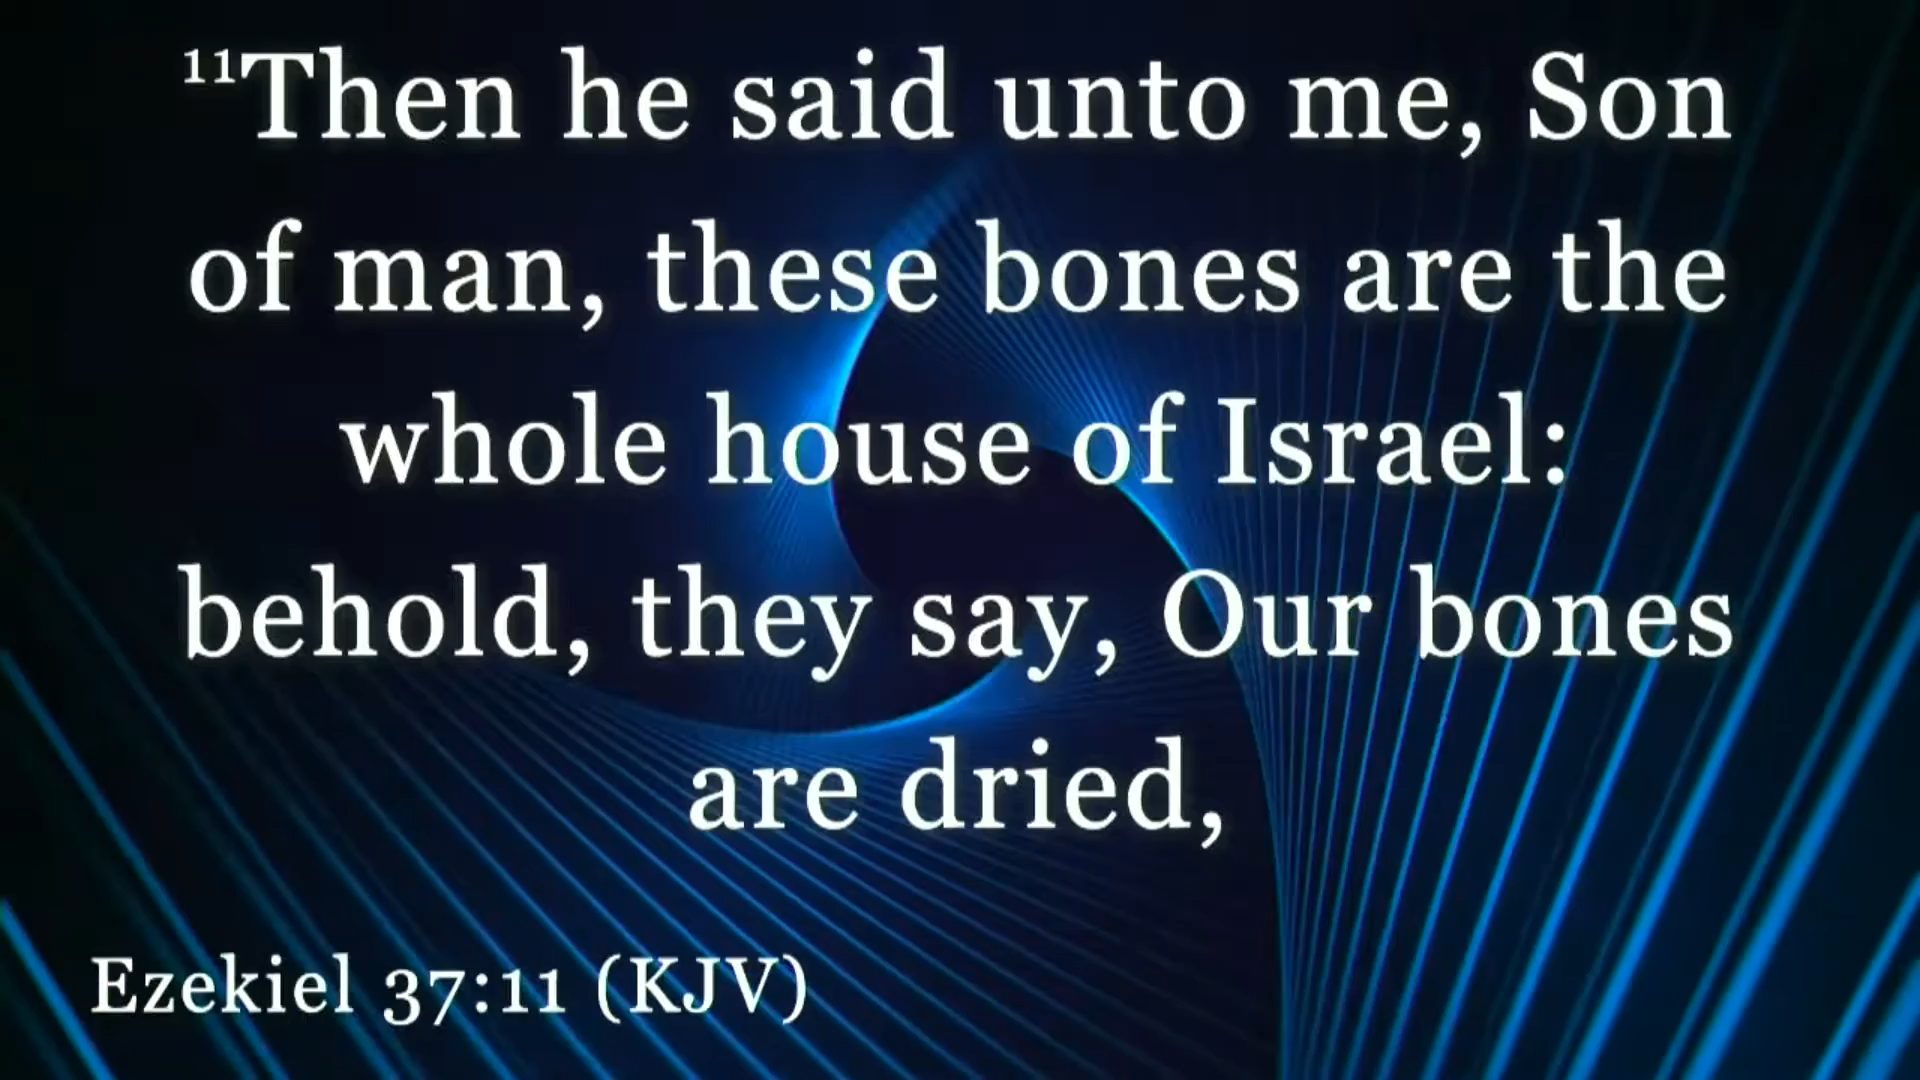 ¹¹Then he said unto me, Son
of man, these bones are the
whole house of Israel:
behold, they say, Our bones
are dried,
Ezekiel 37:11 (KJV)